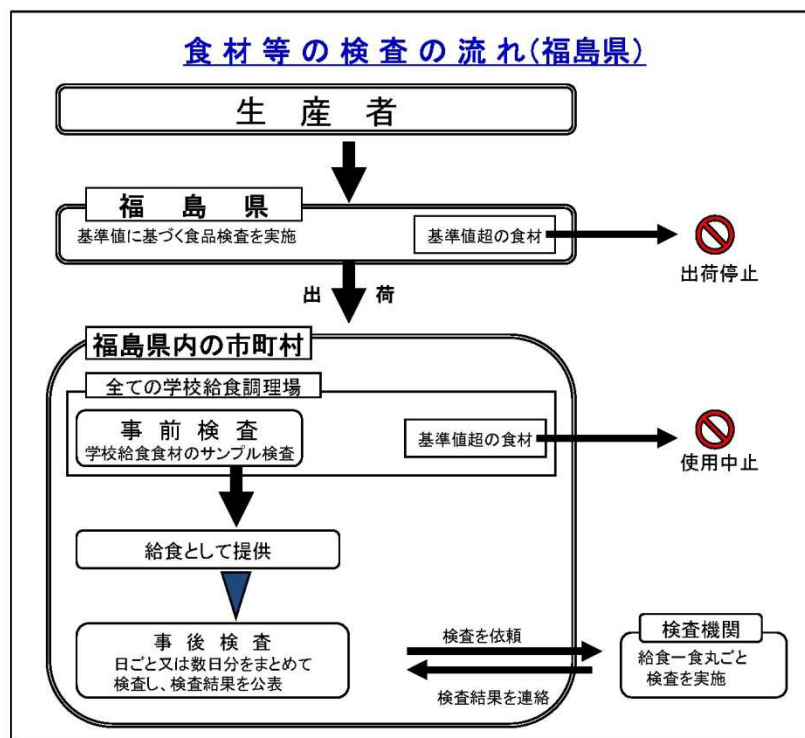 食材等の検査の流れ(福島県)
生産者
福島県
基準値に基づく食品検査を実施
基準値超の食材
出荷停止
出荷
福島県内の市町村
全ての学校給食調理場
事前検査
学校給食食材のサンプル検査
基準値超の食材
使用中止
給食として提供
事後検査
日ごと又は数日分をまとめて
検査し、検査結果を公表
検査を依頼
検査結果を連絡
検査機関
給食一食丸ごと
検査を実施